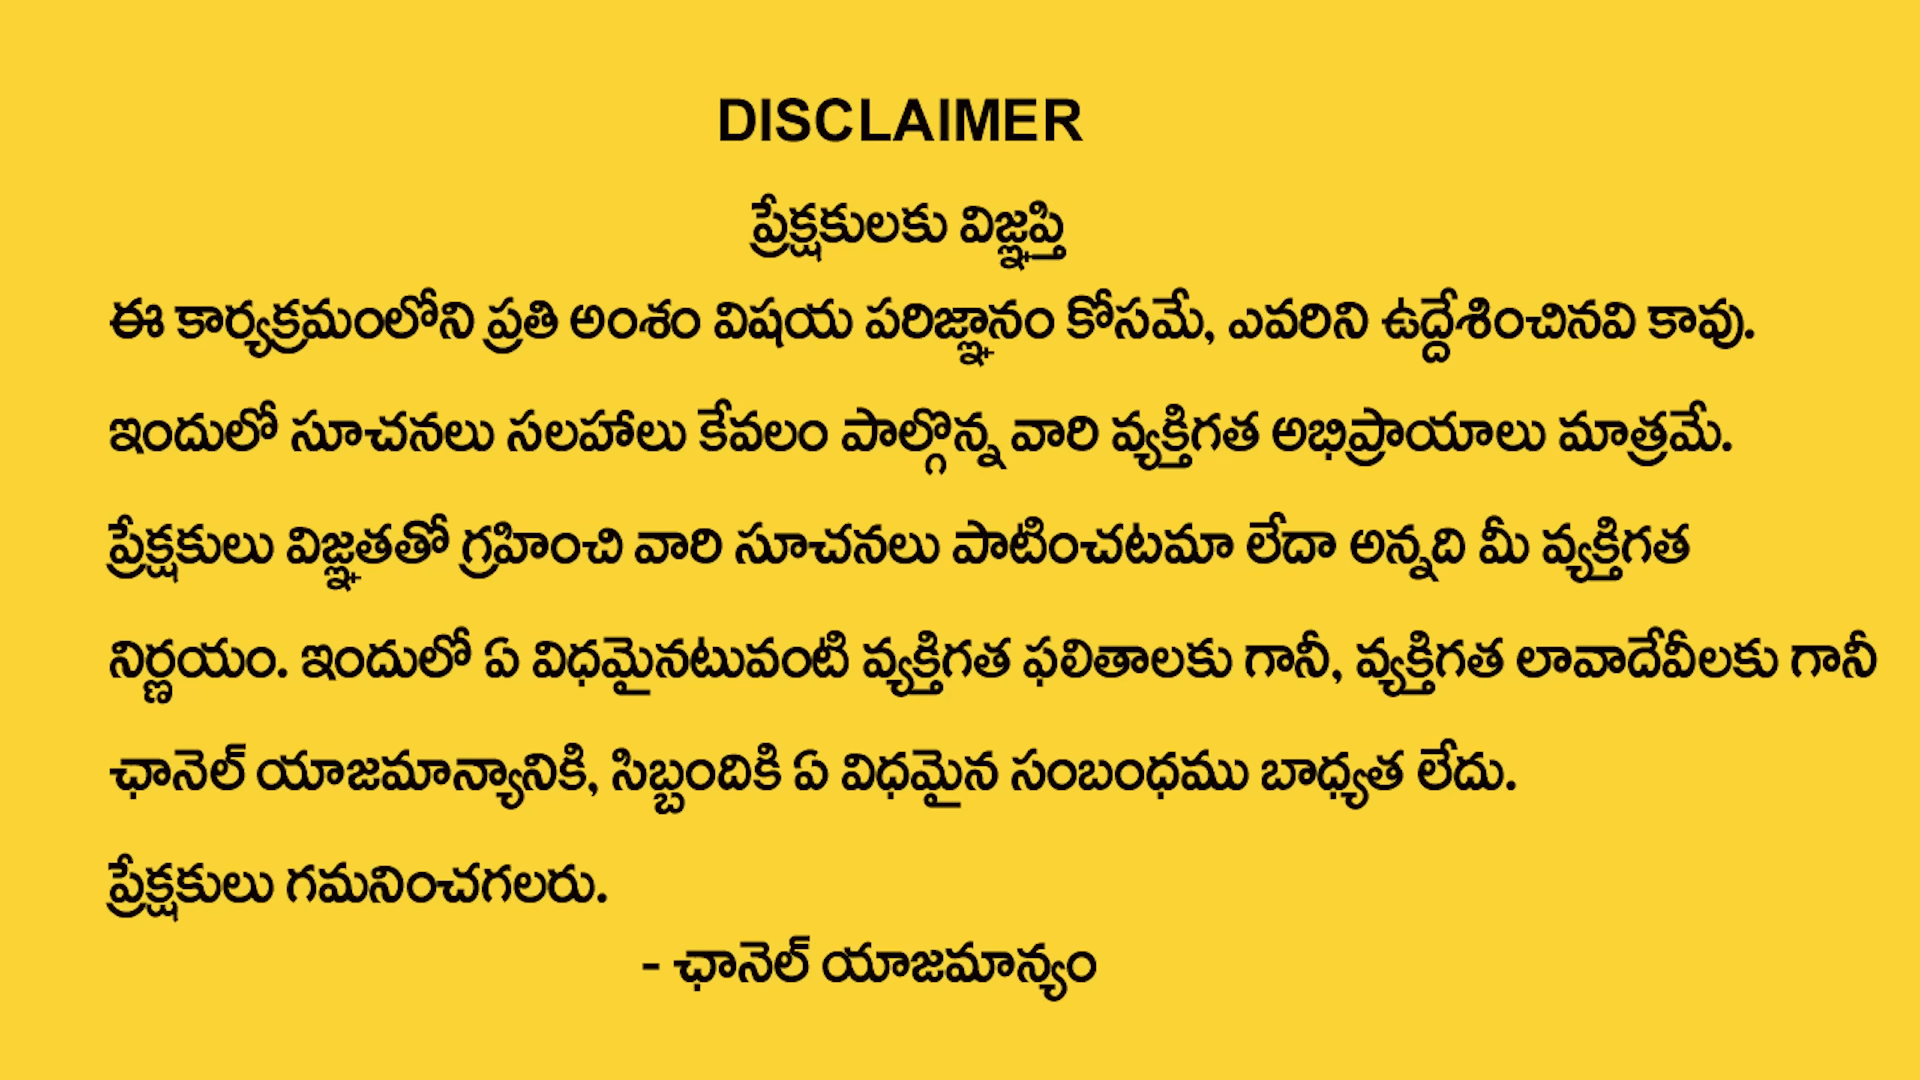 DISCLAIMER
ప్రేక్షకులకు విజ్ఞప్తి
ఈ కార్యక్రమంలోని ప్రతి అంశం విషయ పరిజ్ఞానం కోసమే, ఎవరిని ఉద్దేశించినవి కావు.
ఇందులో సూచనలు సలహాలు కేవలం పాల్గొన్న వారి వ్యక్తిగత అభిప్రాయాలు మాత్రమే.
ప్రేక్షకులు విజ్ఞతతో గ్రహించి వారి సూచనలు పాటించటమా లేదా అన్నది మీ వ్యక్తిగత
నిర్ణయం. ఇందులో ఏ విధమైనటువంటి వ్యక్తిగత ఫలితాలకు గానీ, వ్యక్తిగత లావాదేవీలకు గానీ
ఛానెల్ యాజమాన్యానికి, సిబ్బందికి ఏ విధమైన సంబంధము బాధ్యత లేదు.
ప్రేక్షకులు గమనించగలరు.
- ఛానెల్ యాజమాన్యం